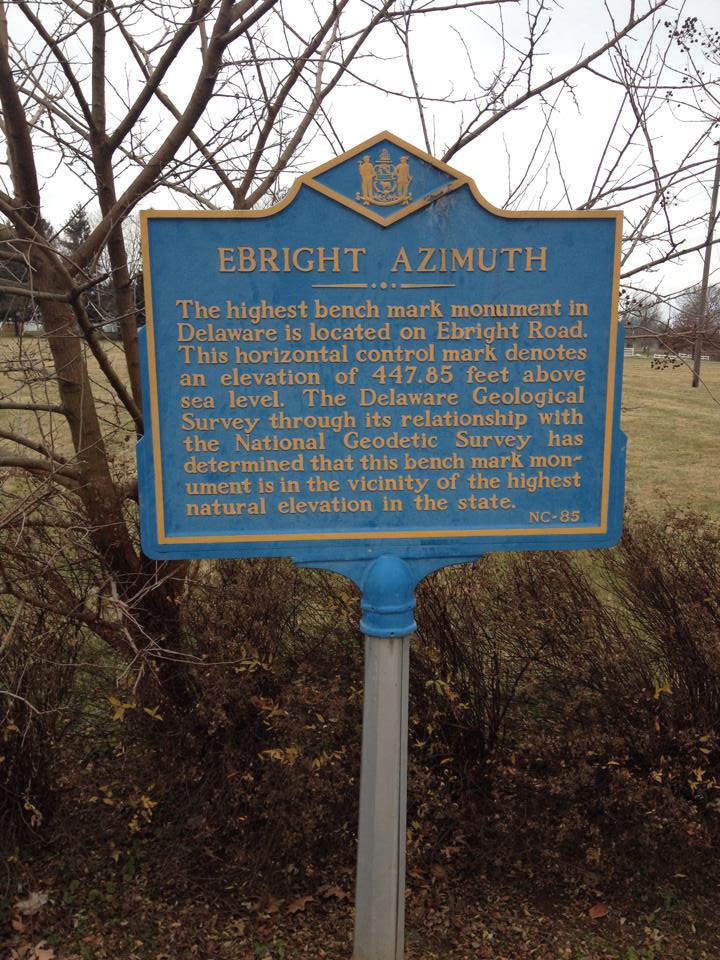 EBRIGHT AZIMUTH
The highest bench mark monument in
Delaware is located on Ebright Road.
This horizontal control mark denotes
an elevation of 447.85 feet above
sea level. The Delaware Geological
Survey through its relationship with
the National Geodetic Survey has
determined that this bench mark mon-
ument is in the vicinity of the highest
natural elevation in the state.
NC-85